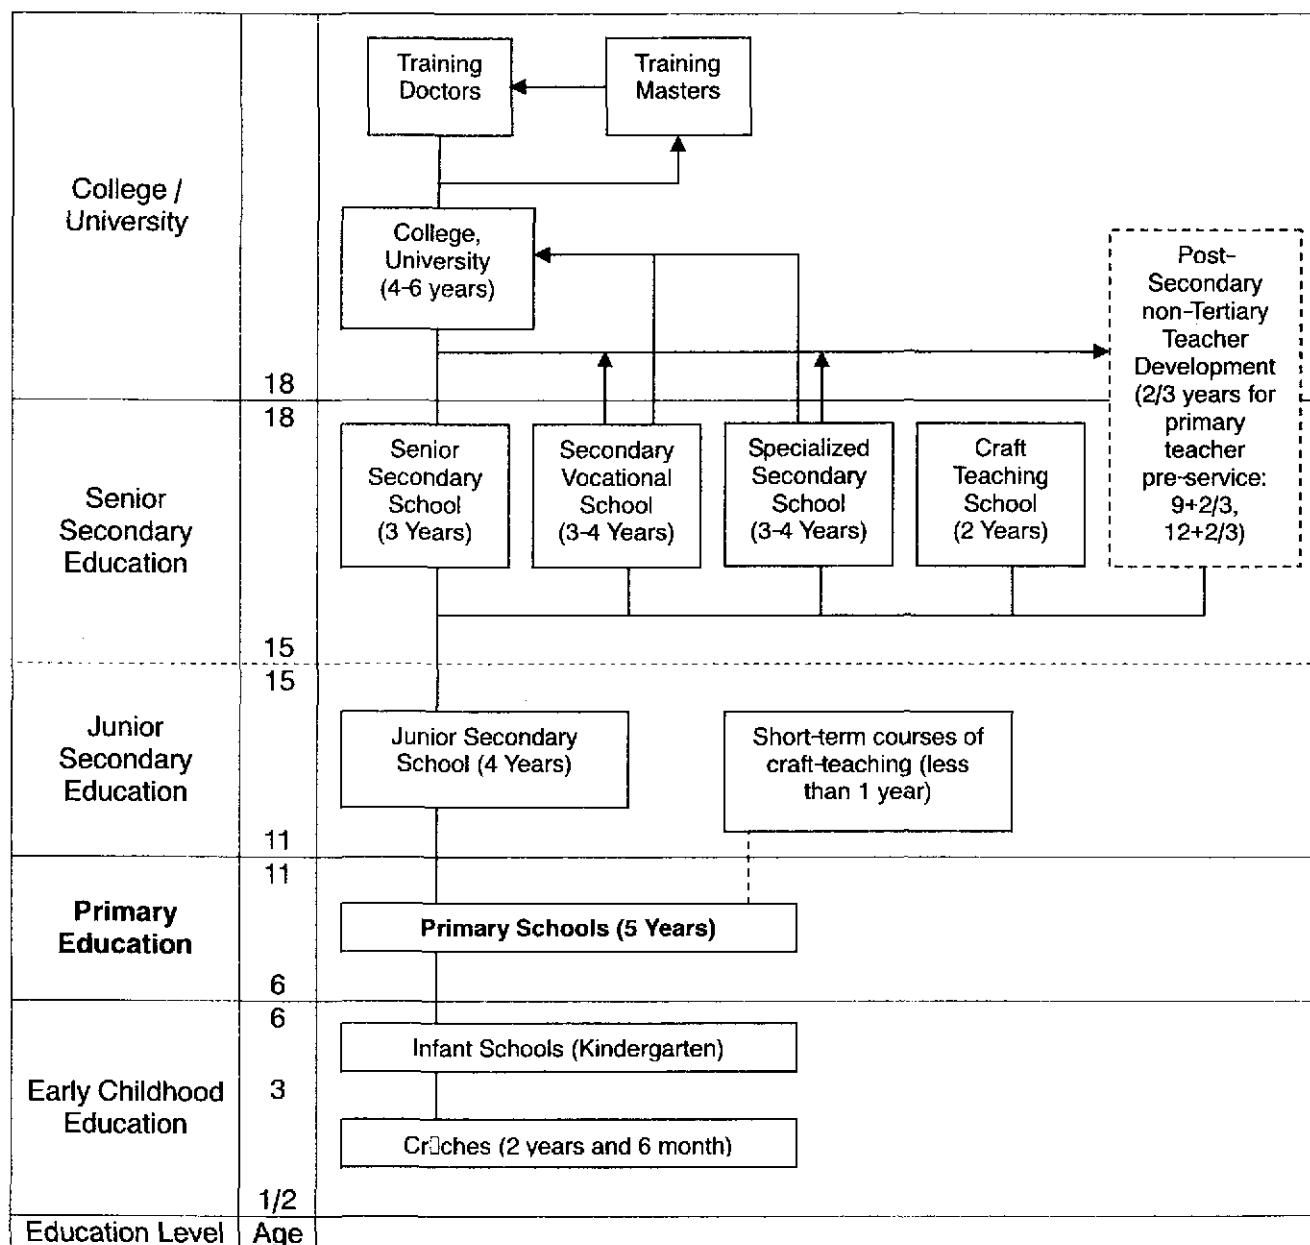 Training
Doctors
Training
Masters
College /
University
College,
University
(4-6 years)
Post-
Secondary
non-Tertiary
Teacher
Development
(2/3 years for
primary
teacher
pre-service:
9+2/3,
12+2/3)
18
18
Senior
Secondary
Education
Senior
Secondary
School
(3 Years)
Secondary
Vocational
School
(3-4 Years)
Specialized
Secondary
School
(3-4 Years)
Craft
Teaching
School
(2 Years)
15
15
Junior
Secondary
Education
Junior Secondary
School (4 Years)
Short-term courses of
craft-teaching (less
than 1 year)
11
11
Primary
Education
Primary Schools (5 Years)
6
6
Infant Schools (Kindergarten)
Early Childhood
Education
3
Cr▯ches (2 years and 6 month)
1/2
Education Level
Age